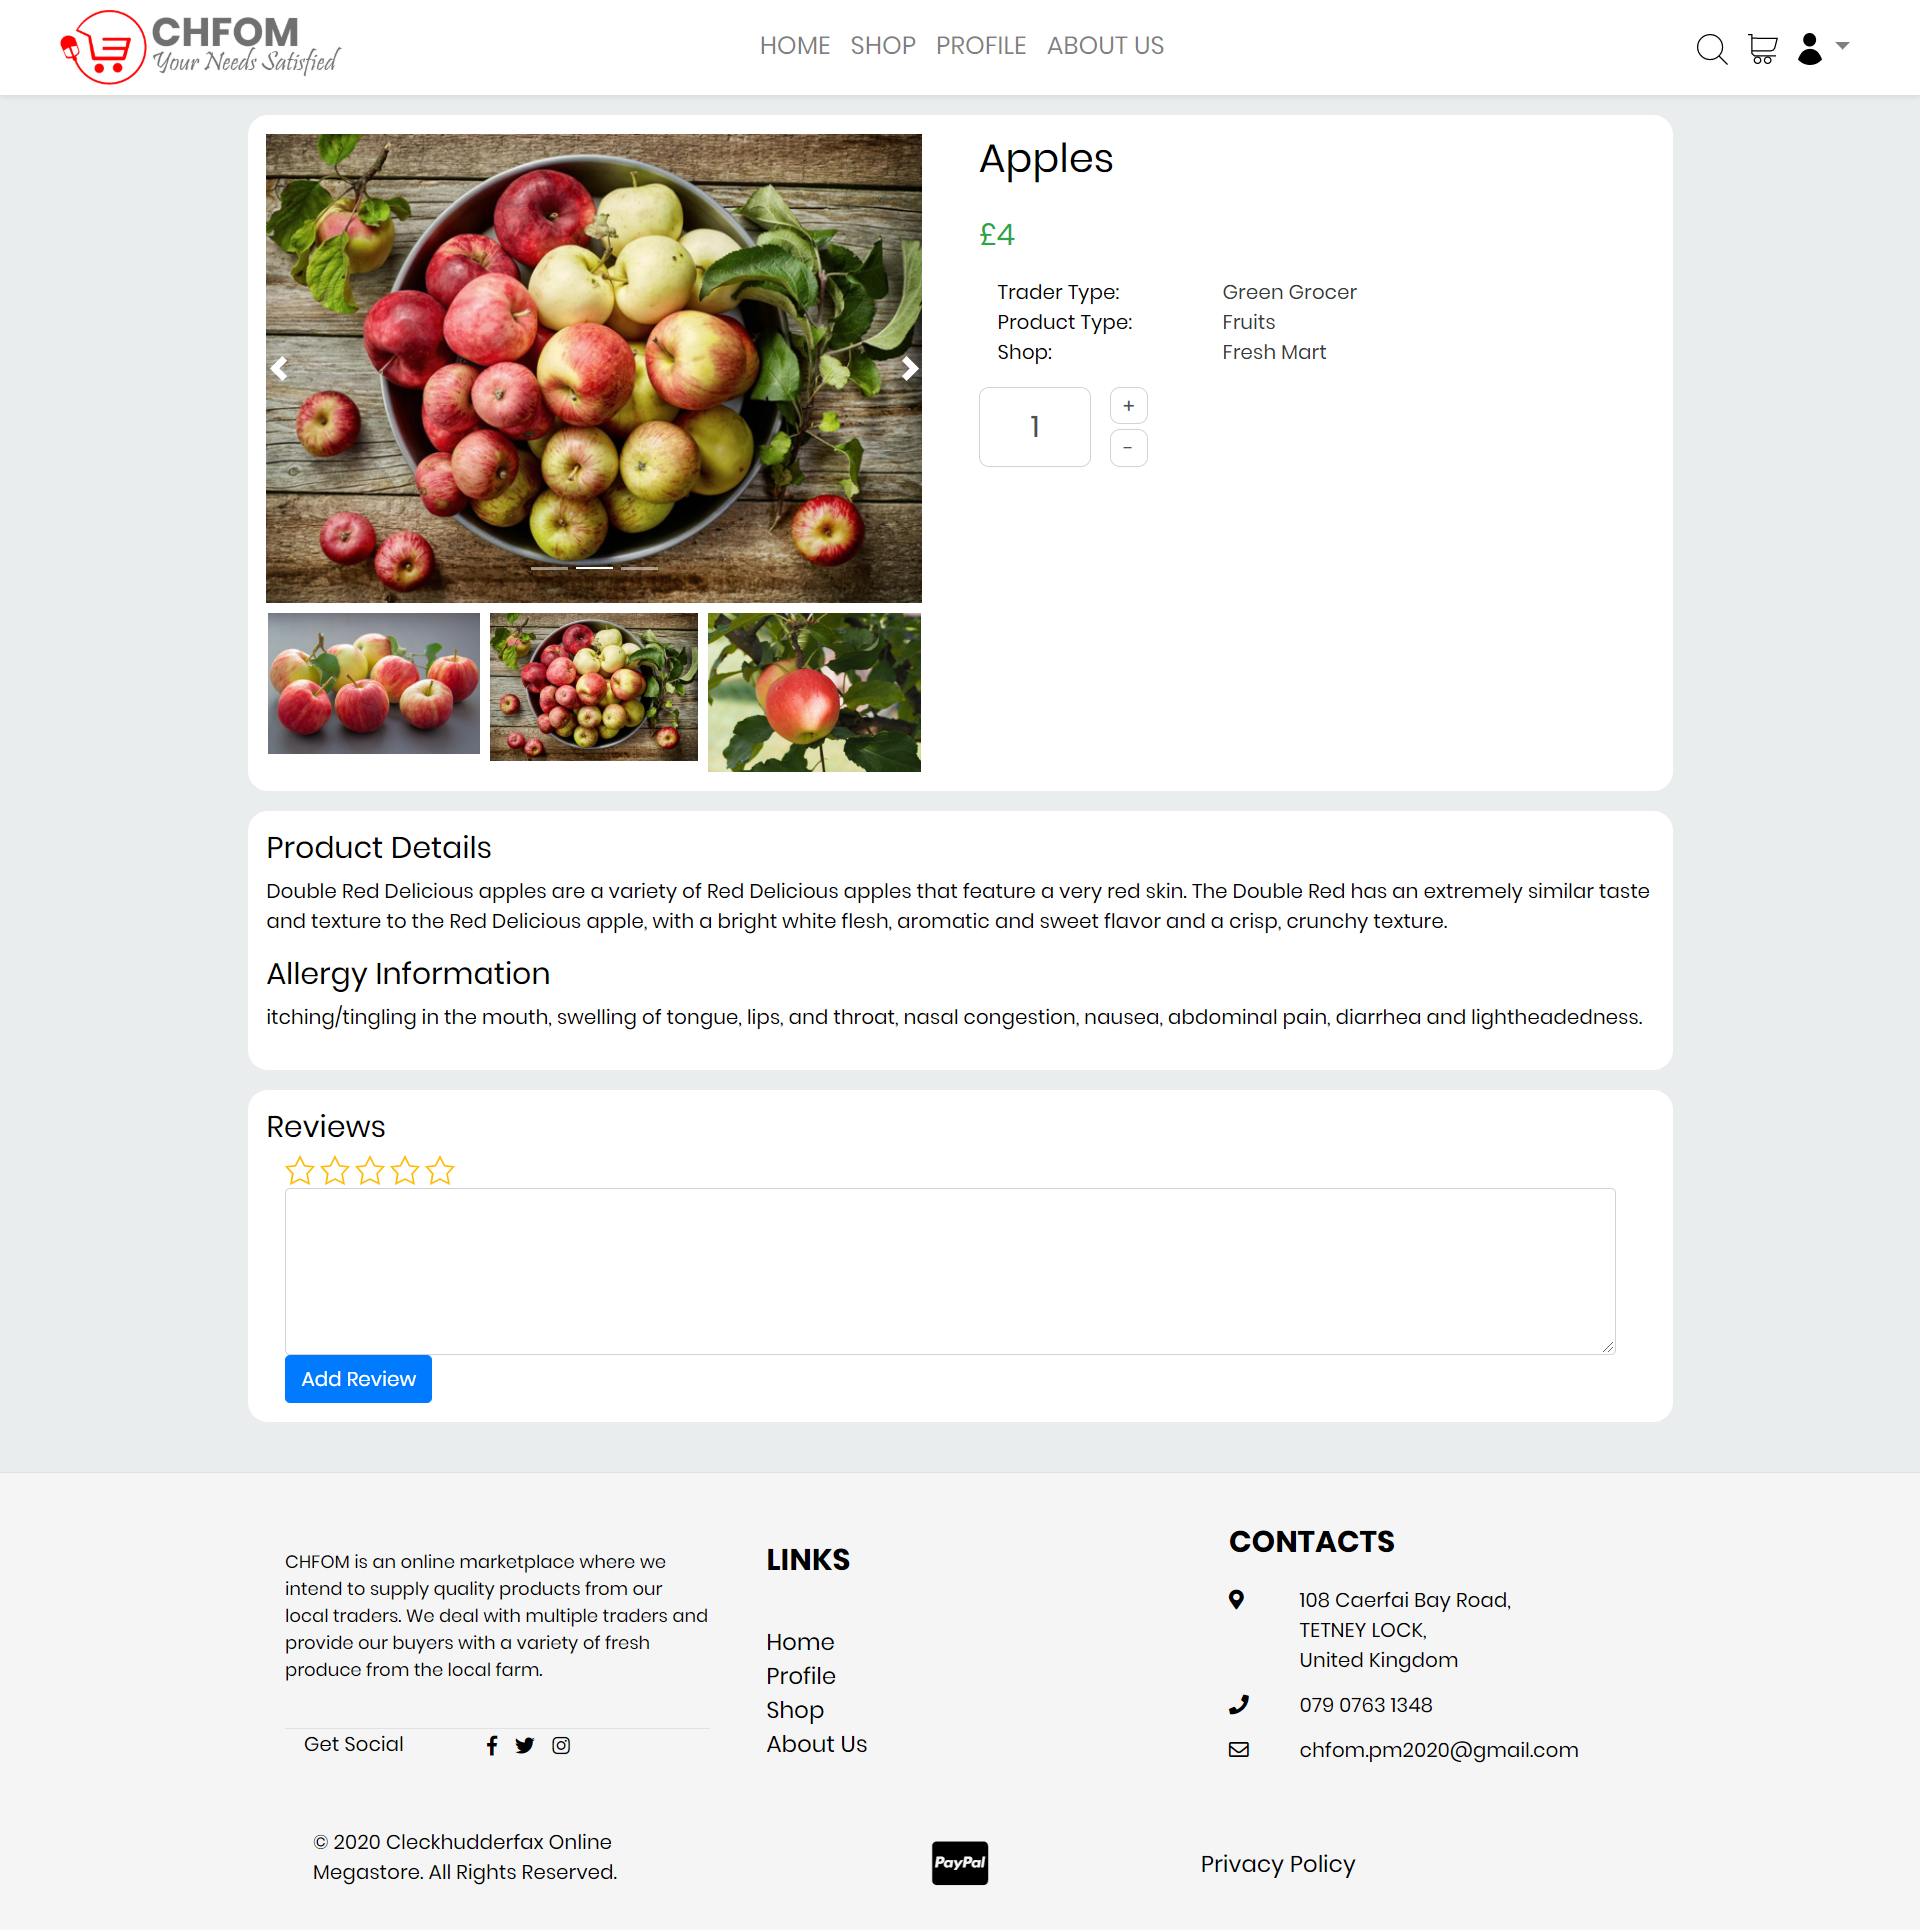 CHFOM
Your Needs Satisfied
HOME SHOP PROFILE ABOUT US
Apples
£4
Trader Type: Green Grocer
Product Type: Fruits
Shop: Fresh Mart
1
+
-
Product Details
Double Red Delicious apples are a variety of Red Delicious apples that feature a very red skin. The Double Red has an extremely similar taste
and texture to the Red Delicious apple, with a bright white flesh, aromatic and sweet flavor and a crisp, crunchy texture.
Allergy Information
itching/tingling in the mouth, swelling of tongue, lips, and throat, nasal congestion, nausea, abdominal pain, diarrhea and lightheadedness.
Reviews
Add Review
CHFOM is an online marketplace where we
intend to supply quality products from our
local traders. We deal with multiple traders and
provide our buyers with a variety of fresh
produce from the local farm.
Get Social
LINKS
Home
Profile
Shop
About Us
CONTACTS
108 Caerfai Bay Road,
TETNEY LOCK,
United Kingdom
079 0763 1348
chfom.pm2020@gmail.com
© 2020 Cleckhudderfax Online
Megastore. All Rights Reserved.
PayPal
Privacy Policy